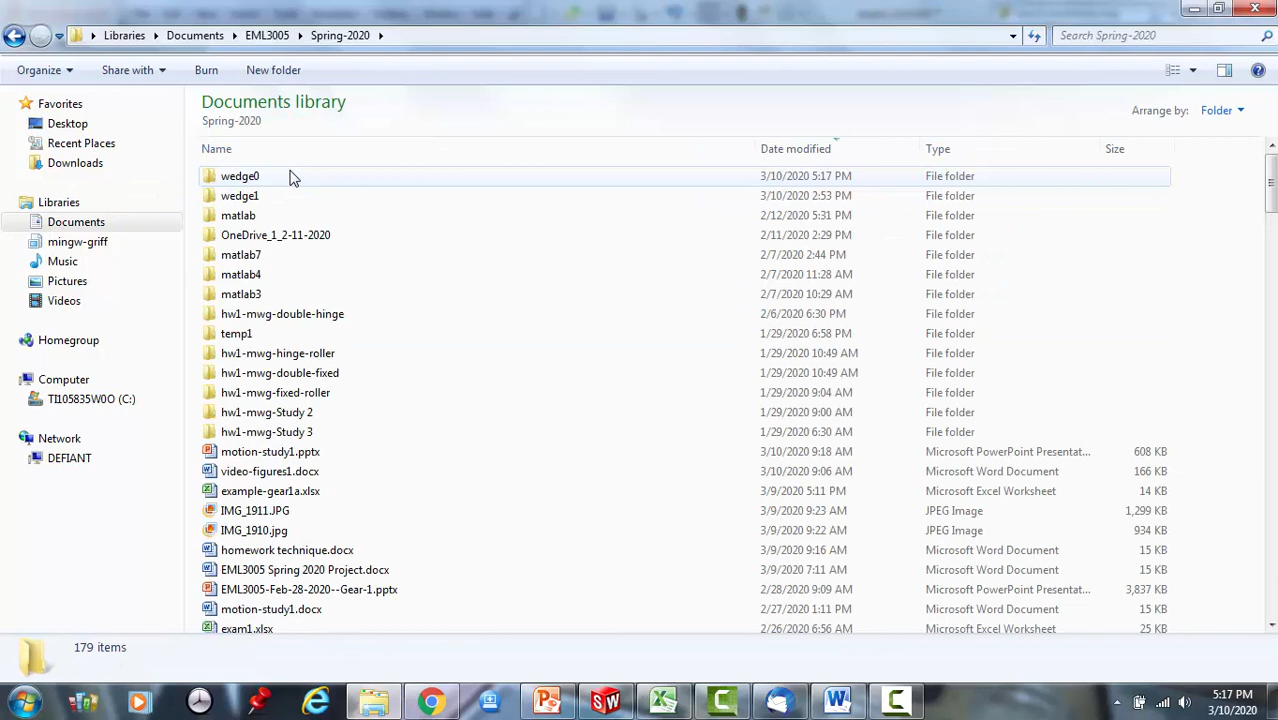 Libraries Documents EML3005 Spring-2020 Search Spring-2020
Organize Share with Burn New folder
Favorites
Desktop
Recent Places
Downloads
Libraries
Documents
mingw-griff
Music
Pictures
Videos
Homegroup
Computer
TI105835W0O (C:)
Network
DEFIANT
Documents library
Spring-2020
Arrange by: Folder
Name Date modified Type Size
wedge0 3/10/2020 5:17 PM File folder
wedge1 3/10/2020 2:53 PM File folder
matlab 2/12/2020 5:31 PM File folder
OneDrive_1_2-11-2020 2/11/2020 2:29 PM File folder
matlab7 2/7/2020 2:44 PM File folder
matlab4 2/7/2020 11:28 AM File folder
matlab3 2/7/2020 10:29 AM File folder
hw1-mwg-double-hinge 2/6/2020 6:30 PM File folder
temp1 1/29/2020 6:58 PM File folder
hw1-mwg-hinge-roller 1/29/2020 10:49 AM File folder
hw1-mwg-double-fixed 1/29/2020 10:49 AM File folder
hw1-mwg-fixed-roller 1/29/2020 9:04 AM File folder
hw1-mwg-Study 2 1/29/2020 9:00 AM File folder
hw1-mwg-Study 3 1/29/2020 6:30 AM File folder
motion-study1.pptx 3/10/2020 9:18 AM Microsoft PowerPoint Presentat... 608 KB
video-figures1.docx 3/10/2020 9:06 AM Microsoft Word Document 166 KB
example-gear1a.xlsx 3/9/2020 5:11 PM Microsoft Excel Worksheet 14 KB
IMG_1911.JPG 3/9/2020 9:23 AM JPEG Image 1,299 KB
IMG_1910.jpg 3/9/2020 9:22 AM JPEG Image 934 KB
homework technique.docx 3/9/2020 9:16 AM Microsoft Word Document 15 KB
EML3005 Spring 2020 Project.docx 3/9/2020 7:11 AM Microsoft Word Document 15 KB
EML3005-Feb-28-2020--Gear-1.pptx 2/28/2020 9:09 AM Microsoft PowerPoint Presentat... 3,837 KB
motion-study1.docx 2/27/2020 1:11 PM Microsoft Word Document 15 KB
exam1.xlsx 2/26/2020 6:56 AM Microsoft Excel Worksheet 25 KB
179 items
5:17 PM
3/10/2020